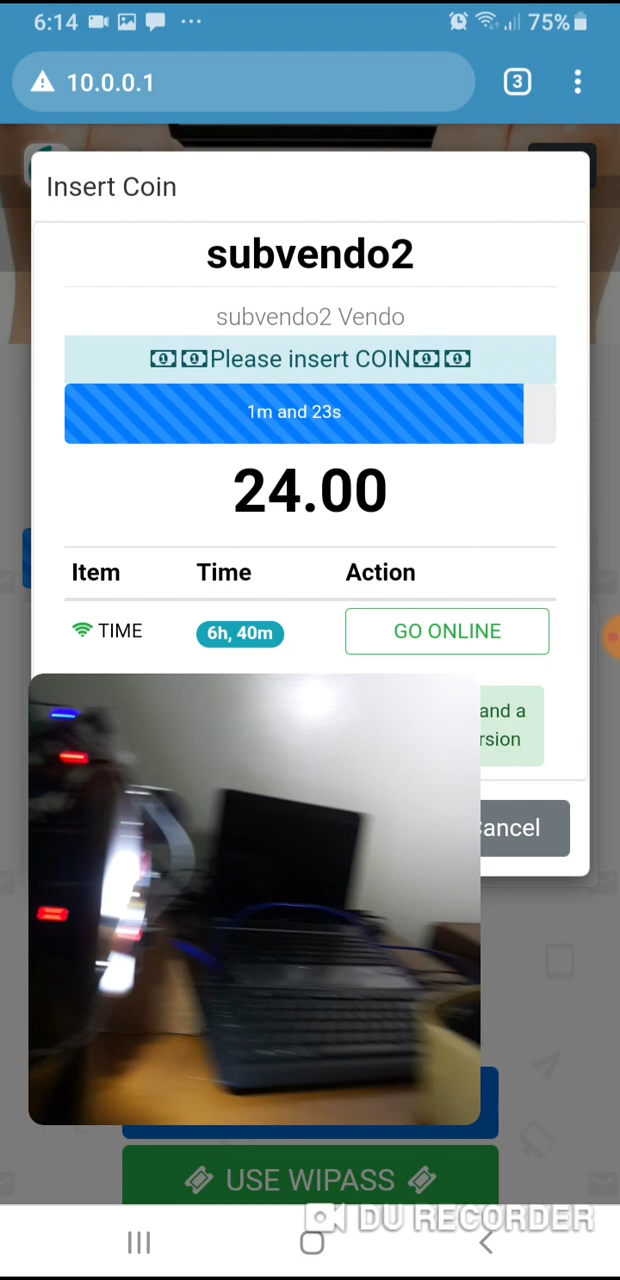 6:14
75%
10.0.0.1
3
Insert Coin
subvendo2
subvendo2 Vendo
Please insert COIN
1m and 23s
24.00
Item Time Action
TIME 6h, 40m GO ONLINE
and a
rsion
ancel
USE WIPASS
DU RECORDER